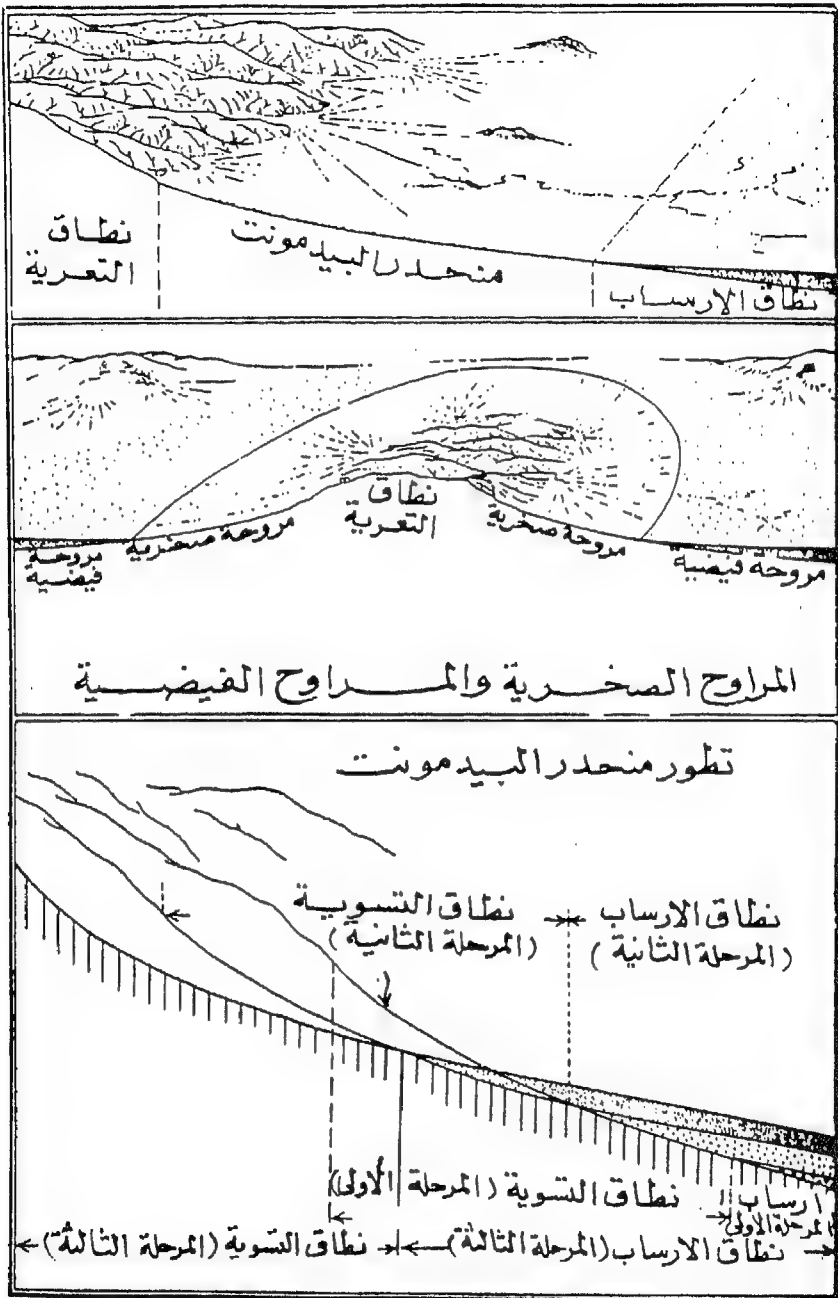 نطاق
التعرية
منحدر البيدمونت
نطاق الارساب
نطاق
التعرية
مروحة صخرية
مروحة صخرية
مروحة فيضية
مروحة
فيضية
المراوح الصخرية والمراوح الفيضية
تطور منحدر البيدمونت
نطاق الارساب
(المرحلة الثانية)
نطاق التسوية
(المرحلة الثانية)
ارساب
المرحلة الأولى
نطاق التسوية (المرحلة الأولى)
نطاق الارساب (المرحلة الثالثة)
نطاق التسوية (المرحلة الثالثة)